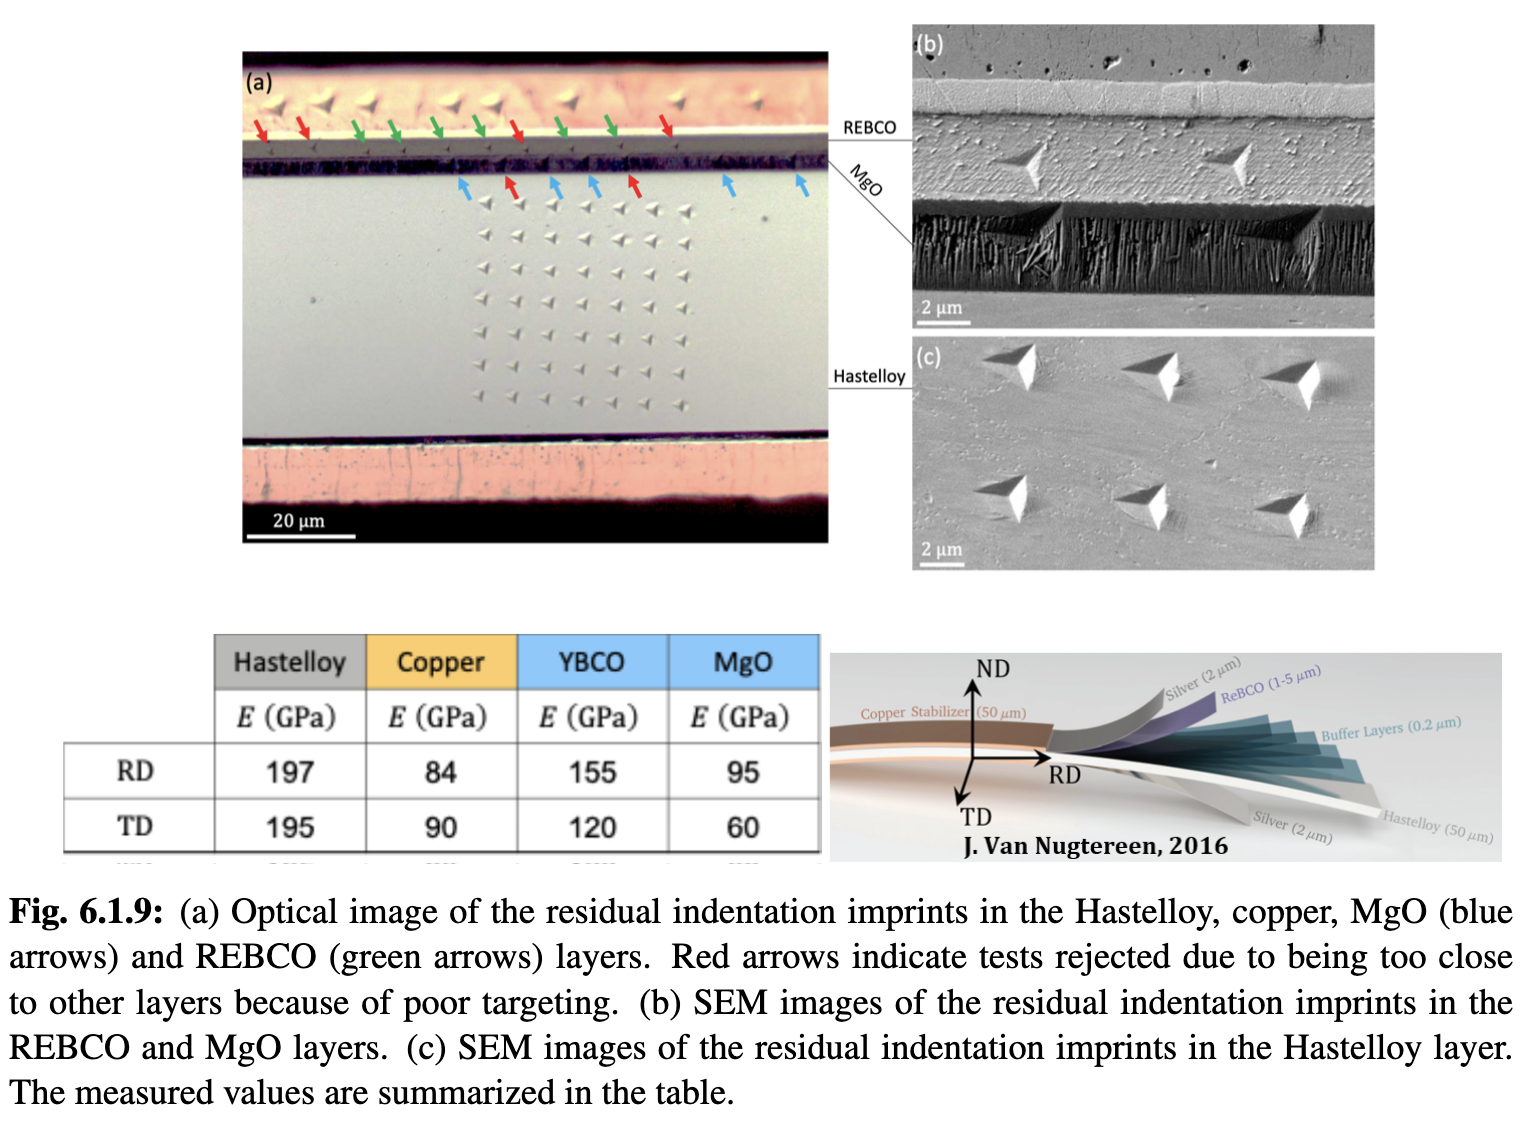 (a)
20 μm
REBCO
MgO
Hastelloy
(b)
2 μm
(c)
2 μm
Hastelloy Copper YBCO MgO
E (GPa) E (GPa) E (GPa) E (GPa)
RD 197 84 155 95
TD 195 90 120 60
ND
Silver (2 μm)
ReBCO (1-5 μm)
Copper Stabilizer (50 μm)
Buffer Layers (0.2 μm)
RD
TD
Silver (2 μm)
Hastelloy (50 μm)
J. Van Nugtereen, 2016
Fig. 6.1.9: (a) Optical image of the residual indentation imprints in the Hastelloy, copper, MgO (blue
arrows) and REBCO (green arrows) layers. Red arrows indicate tests rejected due to being too close
to other layers because of poor targeting. (b) SEM images of the residual indentation imprints in the
REBCO and MgO layers. (c) SEM images of the residual indentation imprints in the Hastelloy layer.
The measured values are summarized in the table.